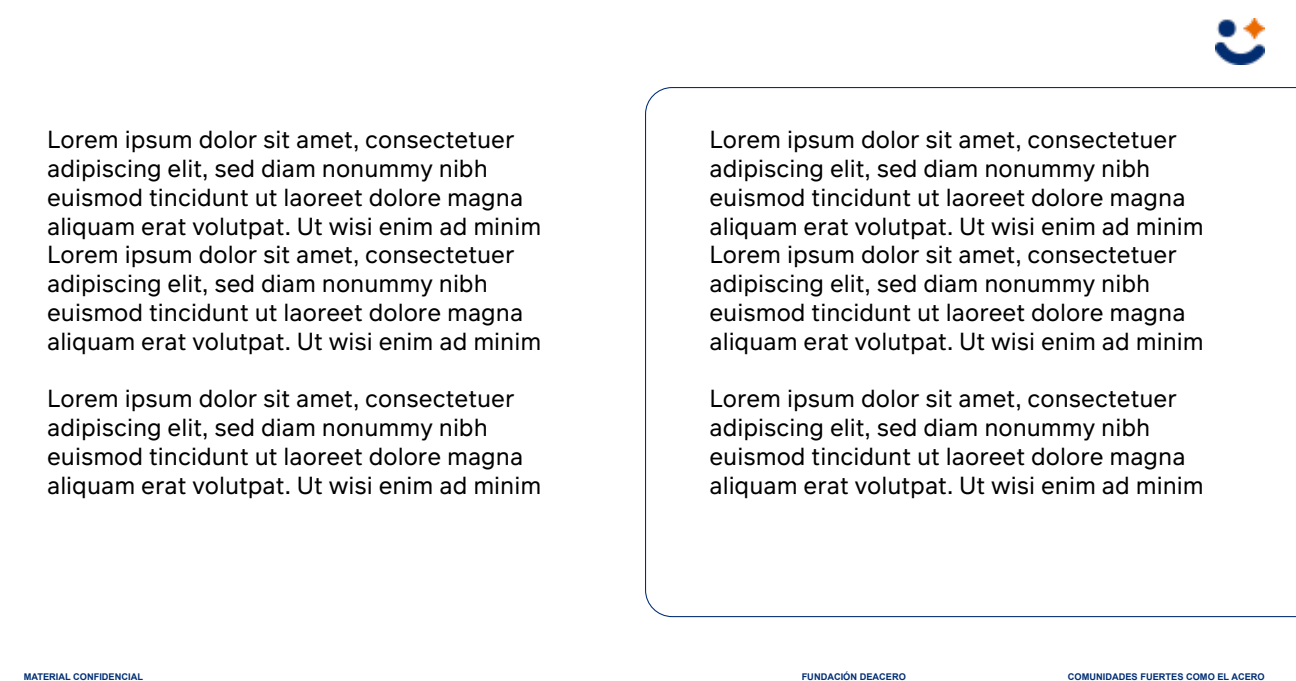 Lorem ipsum dolor sit amet, consectetuer
adipiscing elit, sed diam nonummy nibh
euismod tincidunt ut laoreet dolore magna
aliquam erat volutpat. Ut wisi enim ad minim
Lorem ipsum dolor sit amet, consectetuer
adipiscing elit, sed diam nonummy nibh
euismod tincidunt ut laoreet dolore magna
aliquam erat volutpat. Ut wisi enim ad minim
Lorem ipsum dolor sit amet, consectetuer
adipiscing elit, sed diam nonummy nibh
euismod tincidunt ut laoreet dolore magna
aliquam erat volutpat. Ut wisi enim ad minim
Lorem ipsum dolor sit amet, consectetuer
adipiscing elit, sed diam nonummy nibh
euismod tincidunt ut laoreet dolore magna
aliquam erat volutpat. Ut wisi enim ad minim
Lorem ipsum dolor sit amet, consectetuer
adipiscing elit, sed diam nonummy nibh
euismod tincidunt ut laoreet dolore magna
aliquam erat volutpat. Ut wisi enim ad minim
Lorem ipsum dolor sit amet, consectetuer
adipiscing elit, sed diam nonummy nibh
euismod tincidunt ut laoreet dolore magna
aliquam erat volutpat. Ut wisi enim ad minim
MATERIAL CONFIDENCIAL
FUNDACIÓN DEACERO
COMUNIDADES FUERTES COMO EL ACERO